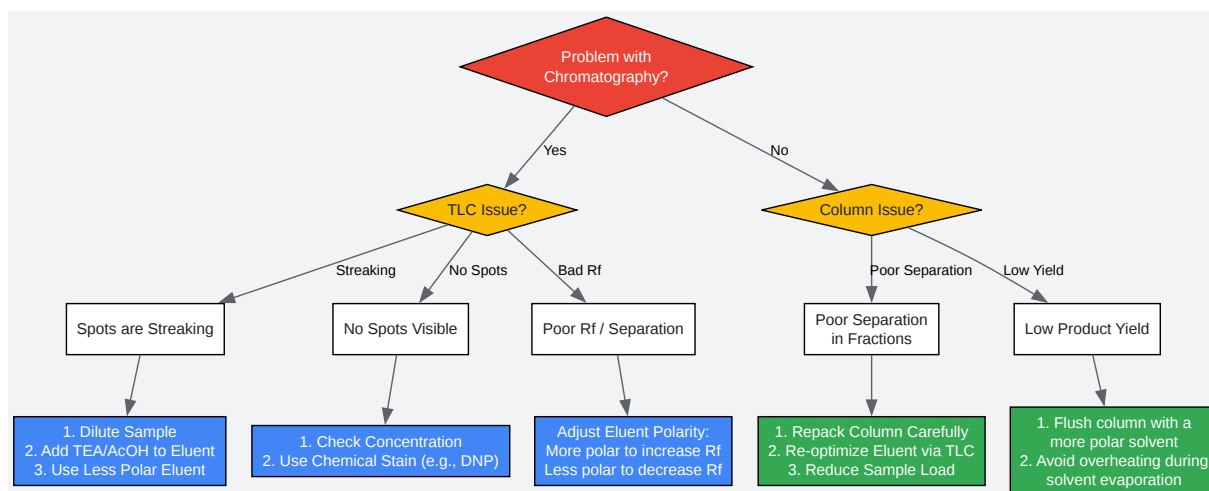 Problem with
Chromatography?
Yes
No
TLC Issue?
Column Issue?
Streaking
No Spots
Bad Rf
Poor Separation
Low Yield
Spots are Streaking
No Spots Visible
Poor Rf / Separation
Poor Separation
in Fractions
Low Product Yield
1. Dilute Sample
2. Add TEA/AcOH to Eluent
3. Use Less Polar Eluent
1. Check Concentration
2. Use Chemical Stain (e.g., DNP)
Adjust Eluent Polarity:
More polar to increase Rf
Less polar to decrease Rf
1. Repack Column Carefully
2. Re-optimize Eluent via TLC
3. Reduce Sample Load
1. Flush column with a
more polar solvent
2. Avoid overheating during
solvent evaporation